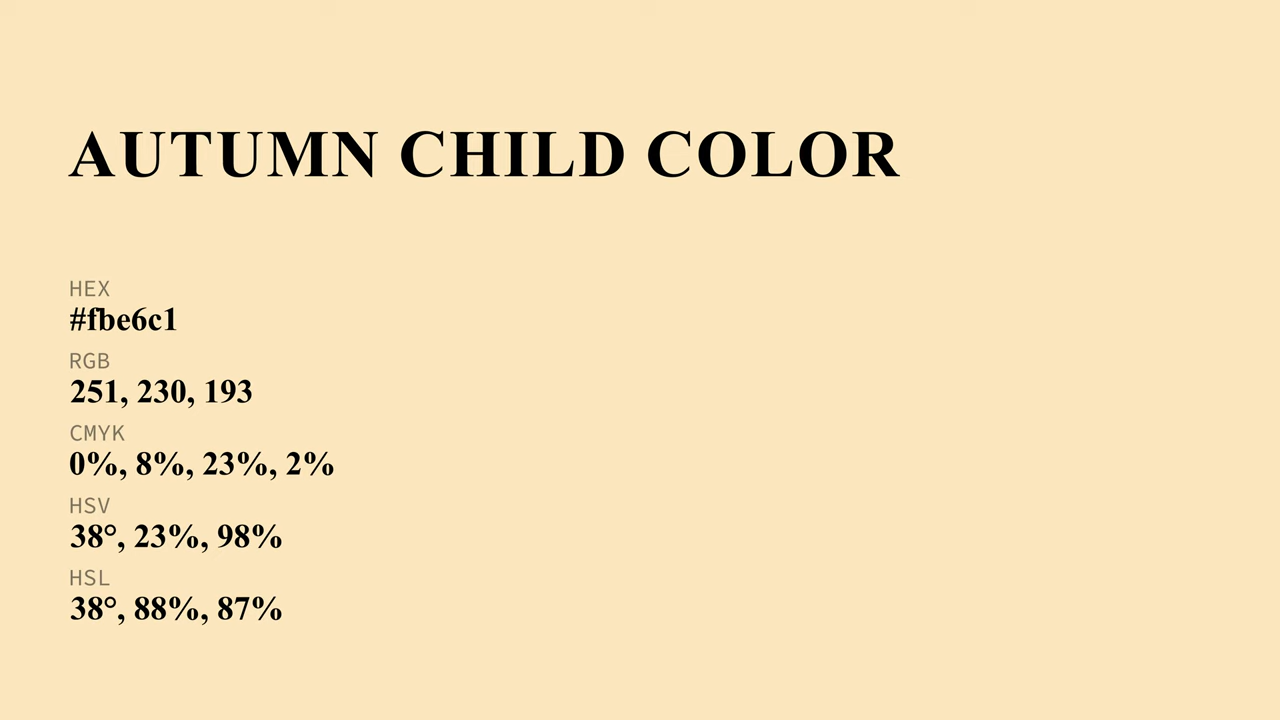 AUTUMN CHILD COLOR
HEX
#fbe6c1
RGB
251, 230, 193
CMYK
0%, 8%, 23%, 2%
HSV
38°, 23%, 98%
HSL
38°, 88%, 87%